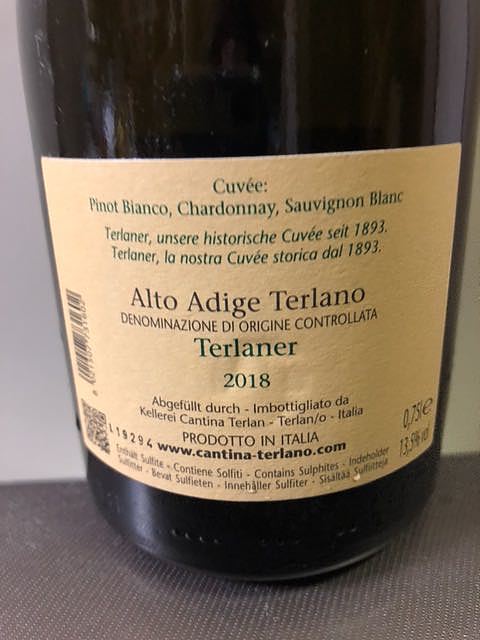 Cuvée:
Pinot Bianco, Chardonnay, Sauvignon Blanc
Terlaner, unsere historische Cuvée seit 1893.
Terlaner, la nostra Cuvée storica dal 1893.
Alto Adige Terlano
DENOMINAZIONE DI ORIGINE CONTROLLATA
Terlaner
2018
Abgefüllt durch - Imbottigliato da
Kellerei Cantina Terlan - Terlan/o - Italia
PRODOTTO IN ITALIA
www.cantina-terlano.com
L19294
0,75l e
13,5% vol
Enthält Sulfite - Contiene Solfiti - Contains Sulphites - Indeholder
Sulfitter - Bevat Sulfieten - Innehåller Sulfiter - Sisältää Sulfiitteja